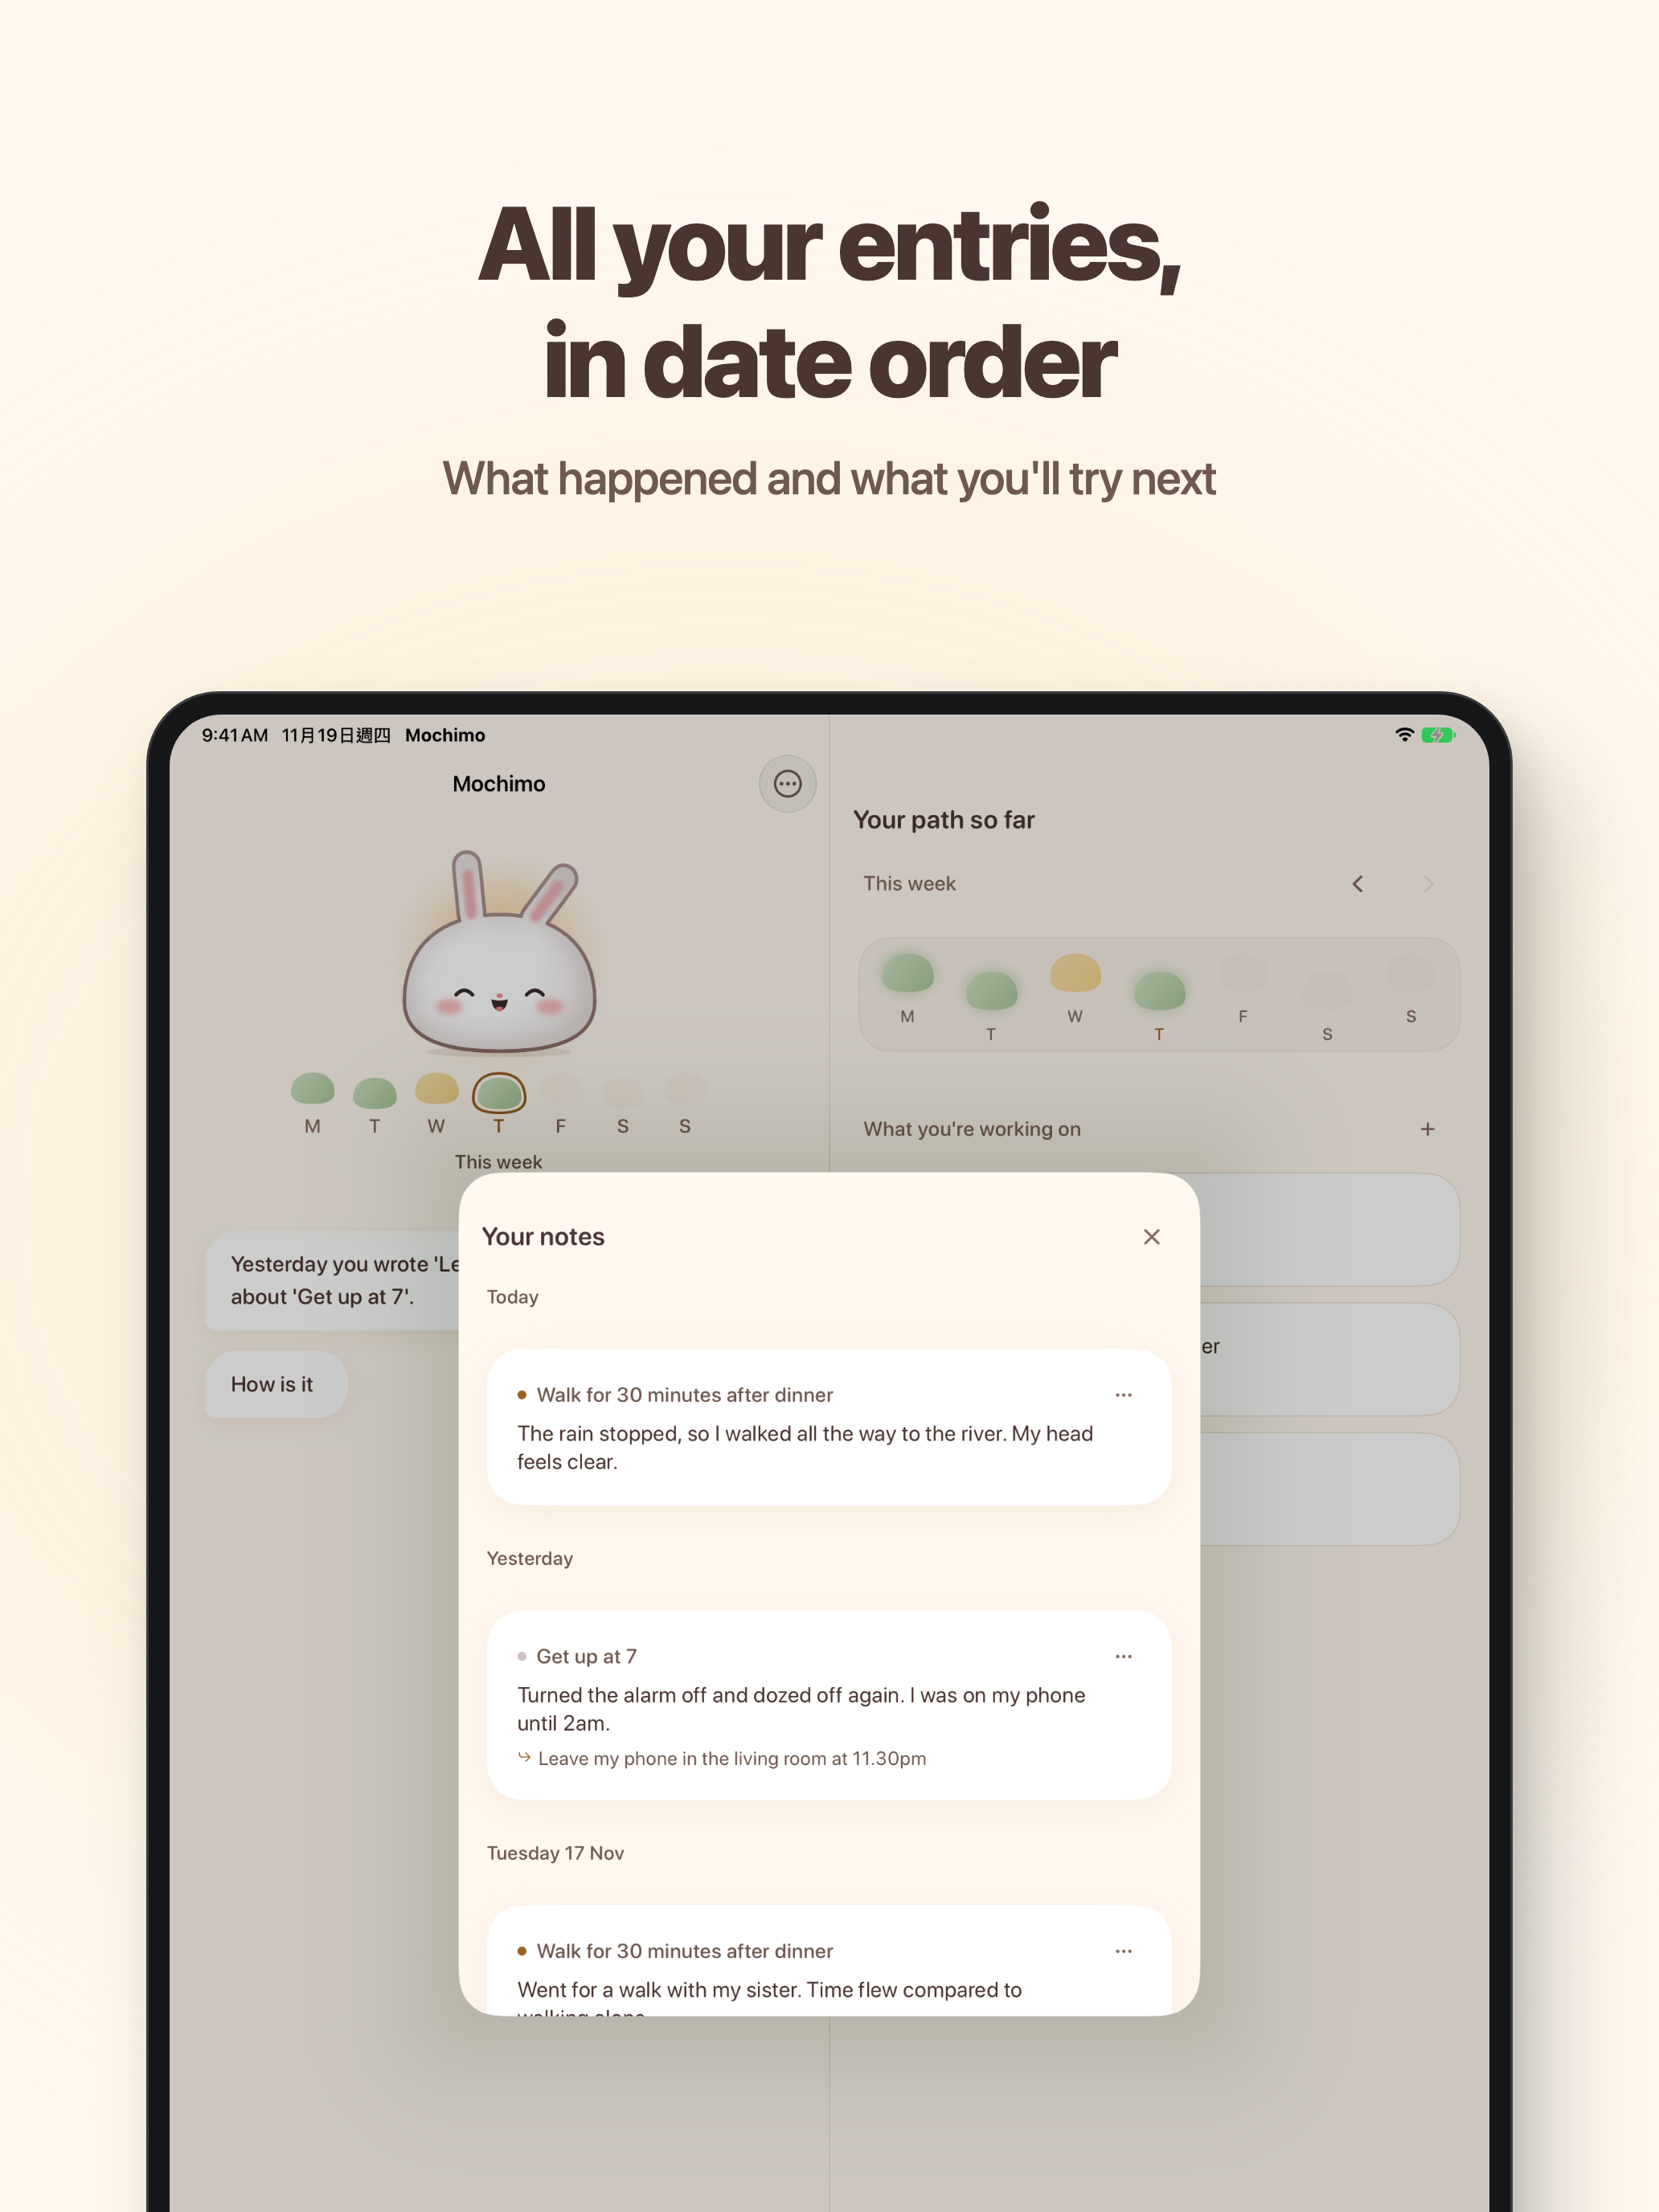 All your entries,
in date order
What happened and what you'll try next
9:41 AM 11月19日週四 Mochimo
Mochimo
M T W T F S S
This week
Yesterday you wrote 'Le
about 'Get up at 7'.
How is it
Your path so far
This week
M T W T F S S
What you're working on
er
Your notes
Today
Walk for 30 minutes after dinner
The rain stopped, so I walked all the way to the river. My head
feels clear.
Yesterday
Get up at 7
Turned the alarm off and dozed off again. I was on my phone
until 2am.
Leave my phone in the living room at 11.30pm
Tuesday 17 Nov
Walk for 30 minutes after dinner
Went for a walk with my sister. Time flew compared to